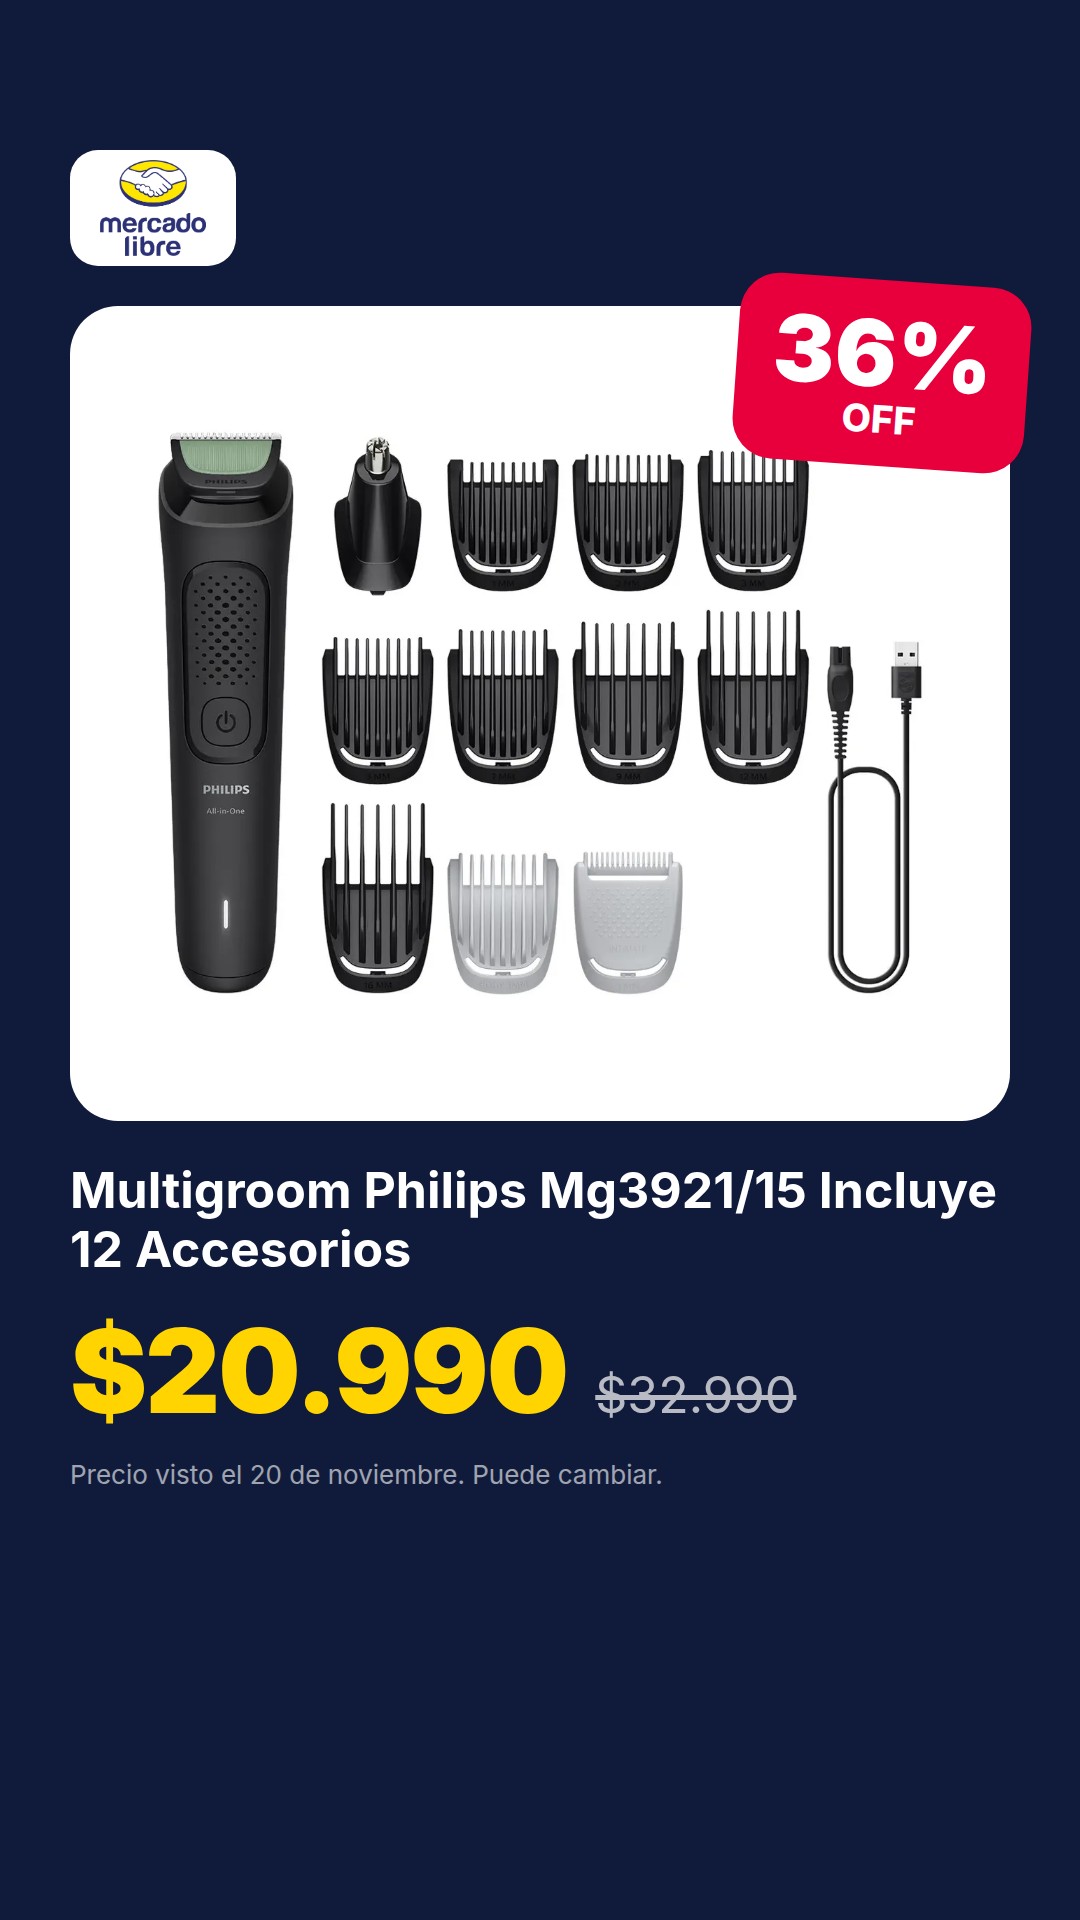 mercado
libre
36%
OFF
PHILIPS
PHILIPS
All-in-One
Multigroom Philips Mg3921/15 Incluye
12 Accesorios
$20.990 $32.990
Precio visto el 20 de noviembre. Puede cambiar.